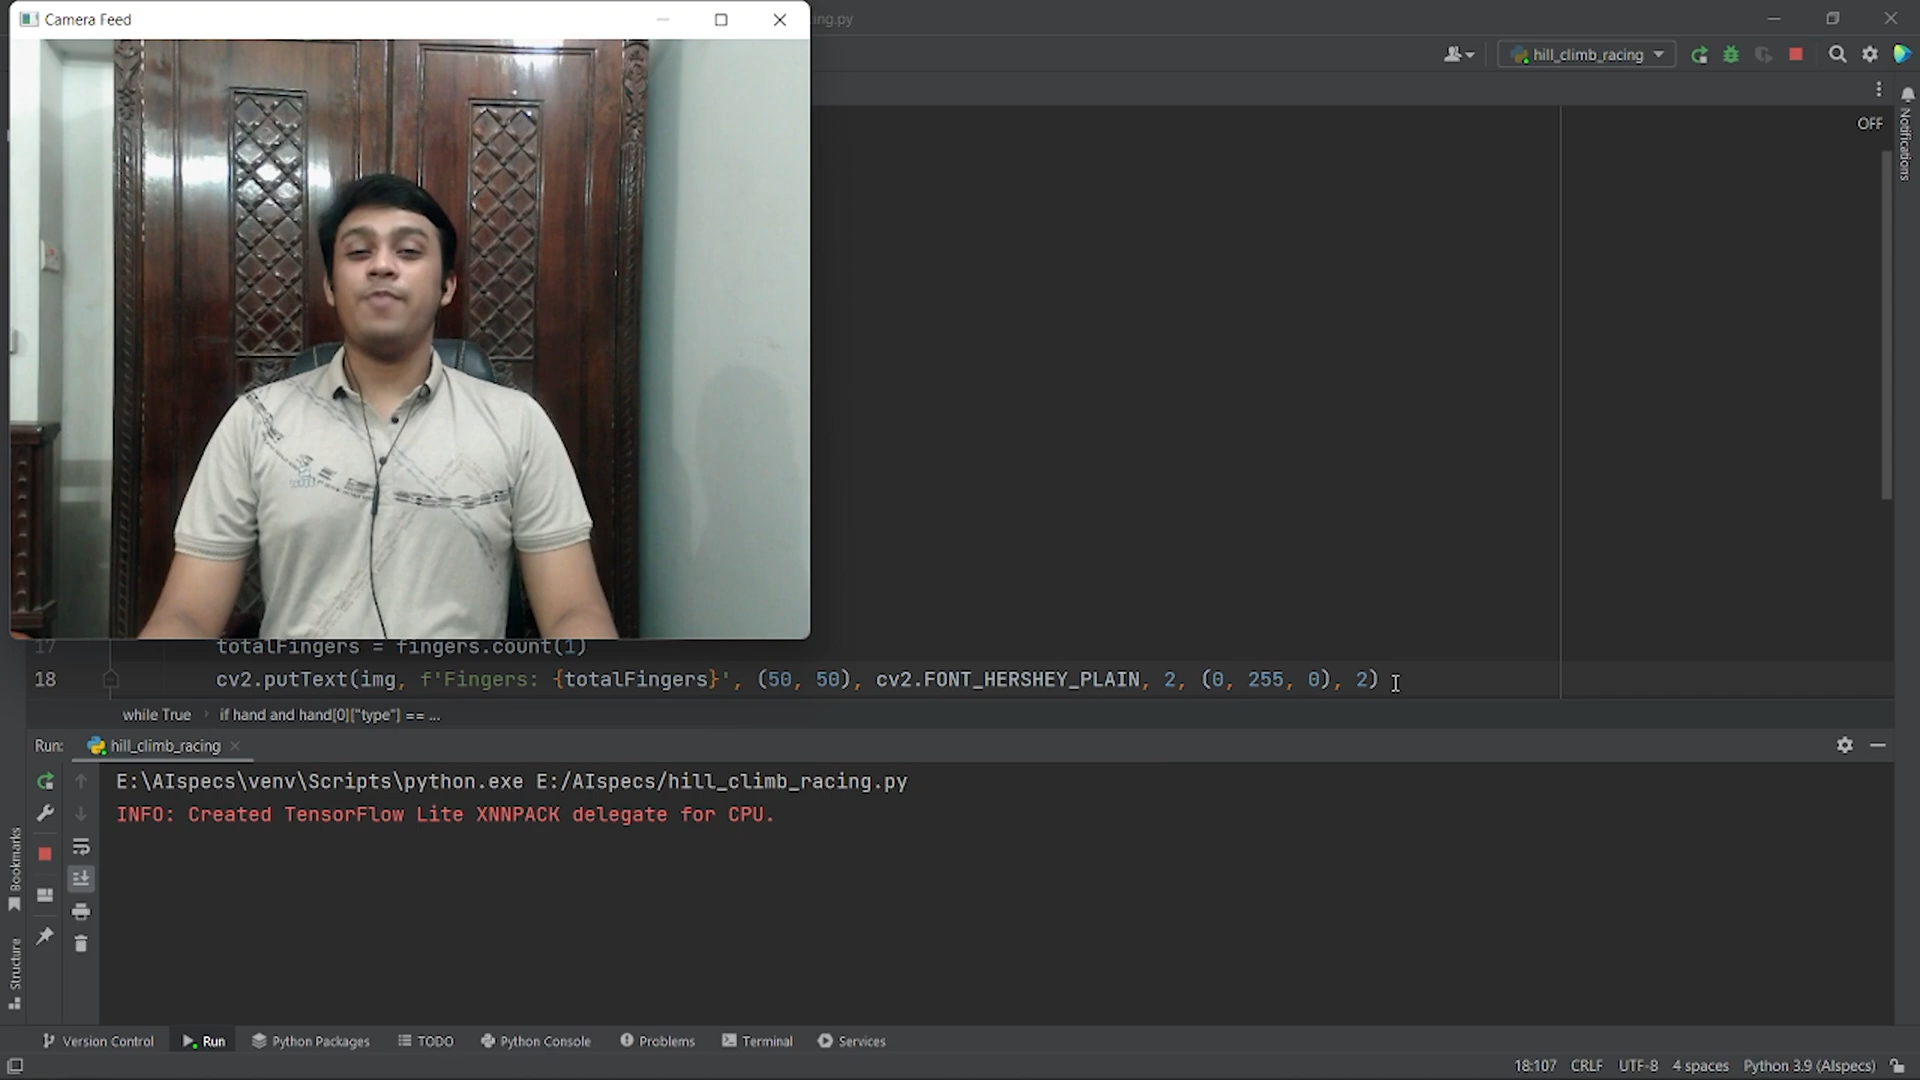 Camera Feed
ing.py
hill_climb_racing
OFF
Notifications
17 totalFingers = fingers.count(1)
18 cv2.putText(img, f'Fingers: {totalFingers}', (50, 50), cv2.FONT_HERSHEY_PLAIN, 2, (0, 255, 0), 2)
while True › if hand and hand[0]["type"] == ...
Run: hill_climb_racing
E:\AIspecs\venv\Scripts\python.exe E:/AIspecs/hill_climb_racing.py
INFO: Created TensorFlow Lite XNNPACK delegate for CPU.
Bookmarks
Structure
Version Control Run Python Packages TODO Python Console Problems Terminal Services
18:107 CRLF UTF-8 4 spaces Python 3.9 (AIspecs)